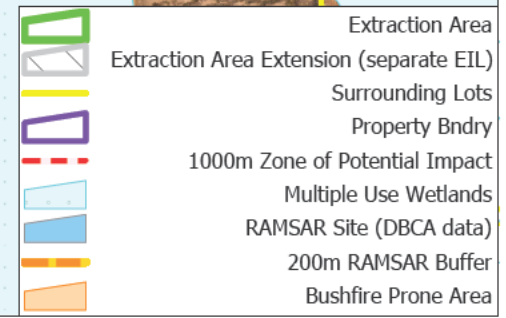 Extraction Area
Extraction Area Extension (separate EIL)
Surrounding Lots
Property Bndry
1000m Zone of Potential Impact
Multiple Use Wetlands
RAMSAR Site (DBCA data)
200m RAMSAR Buffer
Bushfire Prone Area